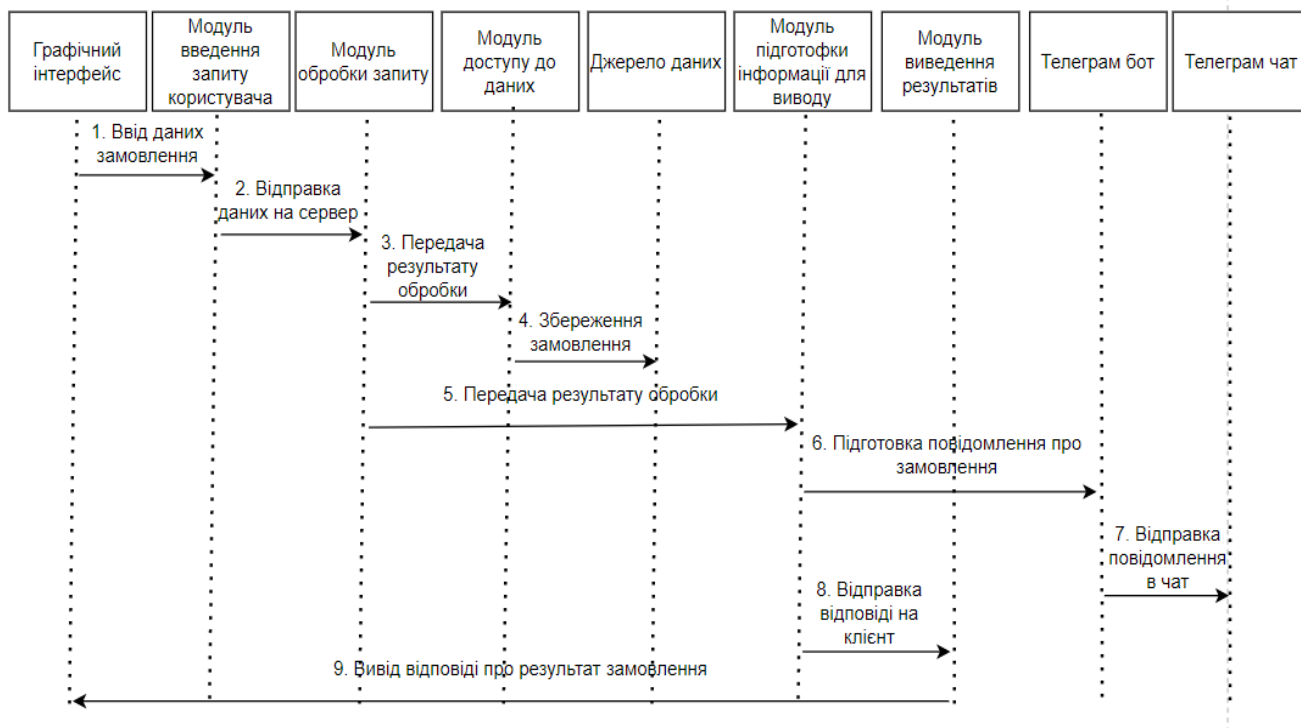 Графічний
інтерфейс
Модуль
введення
запиту
користувача
Модуль
обробки запиту
Модуль
доступу до
даних
Джерело даних
Модуль
підготофки
інформації для
виводу
Модуль
виведення
результатів
Телеграм бот
Телеграм чат
1. Ввід даних
замовлення
2. Відправка
даних на сервер
3. Передача
результату
обробки
4. Збереження
замовлення
5. Передача результату обробки
6. Підготовка повідомлення про
замовлення
7. Відправка
повідомлення
в чат
8. Відправка
відповіді на
клієнт
9. Вивід відповіді про результат замовлення